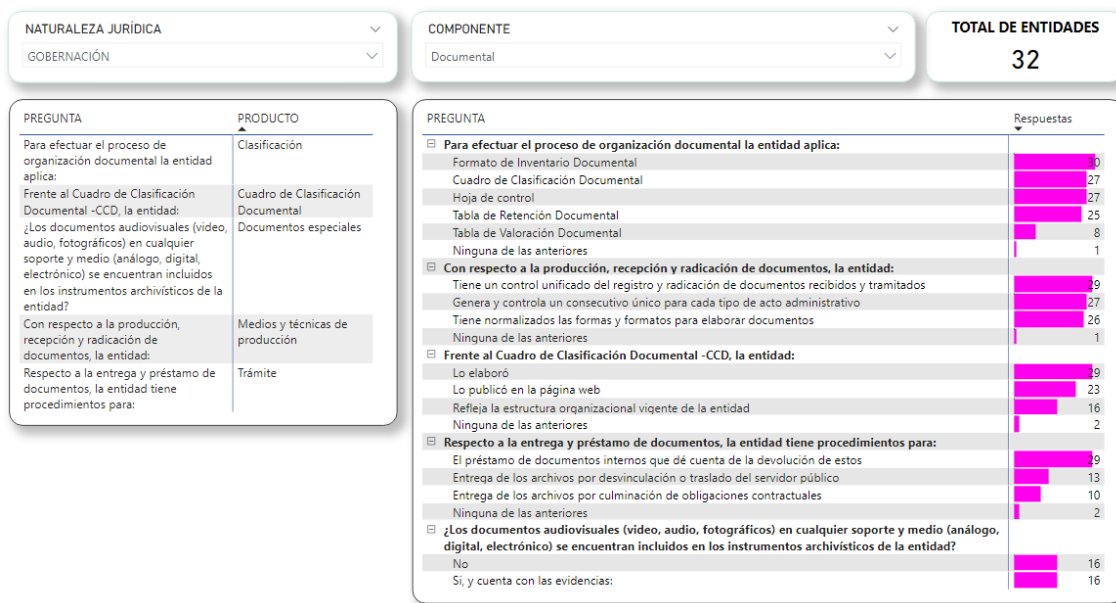 NATURALEZA JURÍDICA
GOBERNACIÓN
COMPONENTE
Documental
TOTAL DE ENTIDADES
32
PREGUNTA PRODUCTO
Para efectuar el proceso de Clasificación
organización documental la entidad
aplica:
Frente al Cuadro de Clasificación Cuadro de Clasificación
Documental -CCD, la entidad: Documental
¿Los documentos audiovisuales (video, Documentos especiales
audio, fotográficos) en cualquier
soporte y medio (análogo, digital,
electrónico) se encuentran incluidos
en los instrumentos archivísticos de la
entidad?
Con respecto a la producción, Medios y técnicas de
recepción y radicación de producción
documentos, la entidad:
Respecto a la entrega y préstamo de Trámite
documentos, la entidad tiene
procedimientos para:
PREGUNTA Respuestas
Para efectuar el proceso de organización documental la entidad aplica:
Formato de Inventario Documental 30
Cuadro de Clasificación Documental 27
Hoja de control 27
Tabla de Retención Documental 25
Tabla de Valoración Documental 8
Ninguna de las anteriores 1
Con respecto a la producción, recepción y radicación de documentos, la entidad:
Tiene un control unificado del registro y radicación de documentos recibidos y tramitados 29
Genera y controla un consecutivo único para cada tipo de acto administrativo 27
Tiene normalizados las formas y formatos para elaborar documentos 26
Ninguna de las anteriores 1
Frente al Cuadro de Clasificación Documental -CCD, la entidad:
Lo elaboró 29
Lo publicó en la página web 23
Refleja la estructura organizacional vigente de la entidad 16
Ninguna de las anteriores 2
Respecto a la entrega y préstamo de documentos, la entidad tiene procedimientos para:
El préstamo de documentos internos que dé cuenta de la devolución de estos 29
Entrega de los archivos por desvinculación o traslado del servidor público 13
Entrega de los archivos por culminación de obligaciones contractuales 10
Ninguna de las anteriores 2
¿Los documentos audiovisuales (video, audio, fotográficos) en cualquier soporte y medio (análogo,
digital, electrónico) se encuentran incluidos en los instrumentos archivísticos de la entidad?
No 16
Si, y cuenta con las evidencias: 16